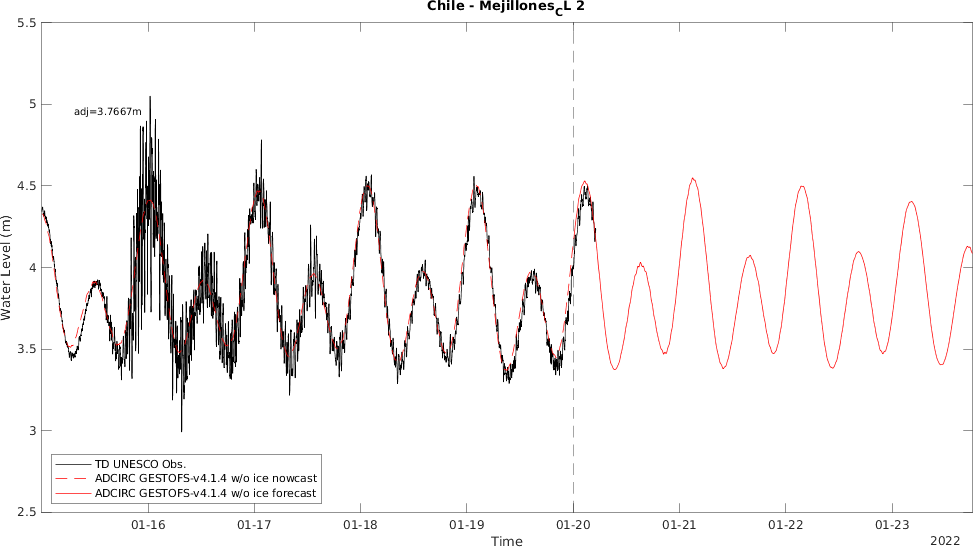 Chile - Mejillones_CL 2
5.5
5
4.5
4
3.5
3
2.5
Water Level (m)
adj=3.7667m
TD UNESCO Obs.
ADCIRC GESTOFS-v4.1.4 w/o ice nowcast
ADCIRC GESTOFS-v4.1.4 w/o ice forecast
01-16 01-17 01-18 01-19 01-20 01-21 01-22 01-23
Time
2022